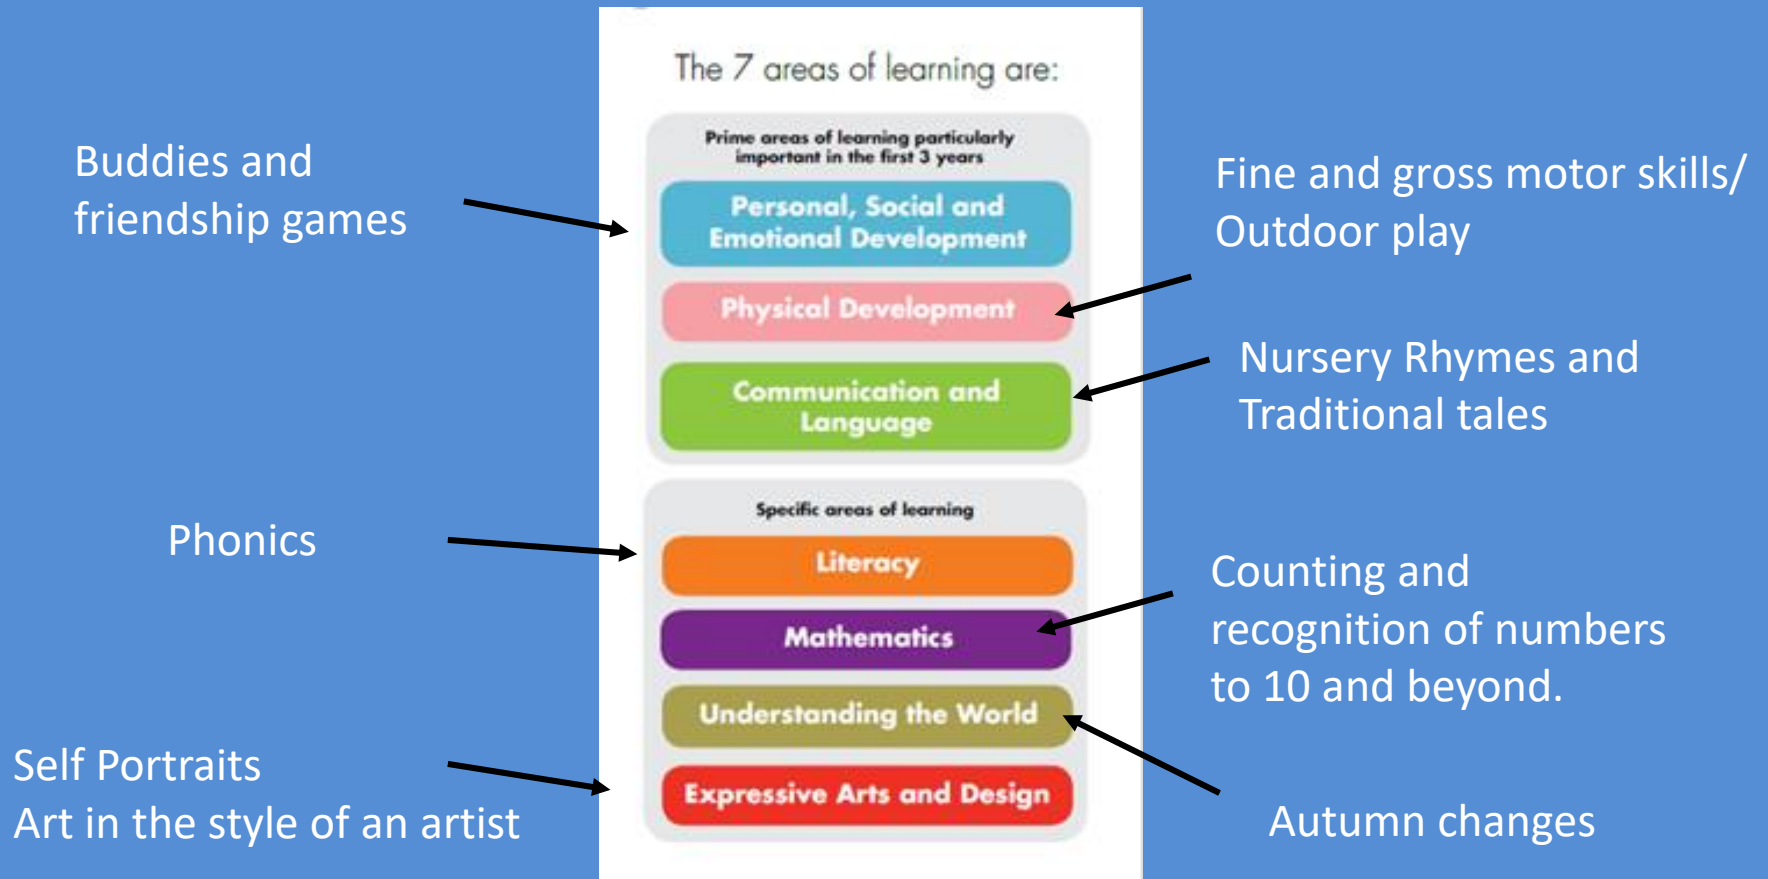 The 7 areas of learning are:
Prime areas of learning particularly
important in the first 3 years
Personal, Social and
Emotional Development
Physical Development
Communication and
Language
Specific areas of learning
Literacy
Mathematics
Understanding the World
Expressive Arts and Design
Buddies and
friendship games
Phonics
Self Portraits
Art in the style of an artist
Fine and gross motor skills/
Outdoor play
Nursery Rhymes and
Traditional tales
Counting and
recognition of numbers
to 10 and beyond.
Autumn changes